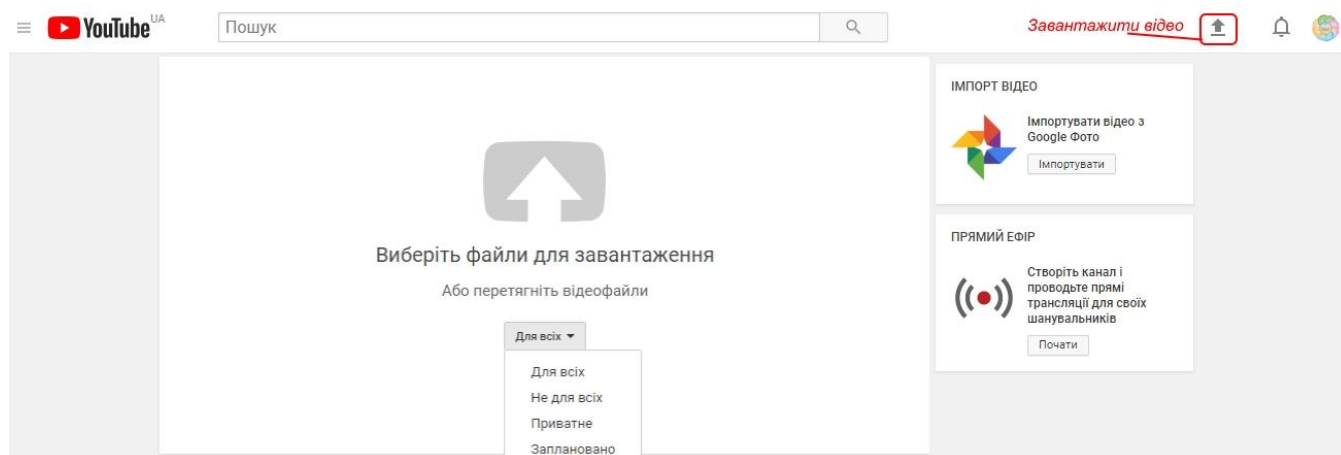 YouTube UA
Пошук
Завантажити відео
Виберіть файли для завантаження
Або перетягніть відеофайли
Для всіх
Для всіх
Не для всіх
Приватне
Заплановано
ІМПОРТ ВІДЕО
Імпортувати відео з
Google Фото
Імпортувати
ПРЯМИЙ ЕФІР
Створіть канал і
проводьте прямі
трансляції для своїх
шанувальників
Почати